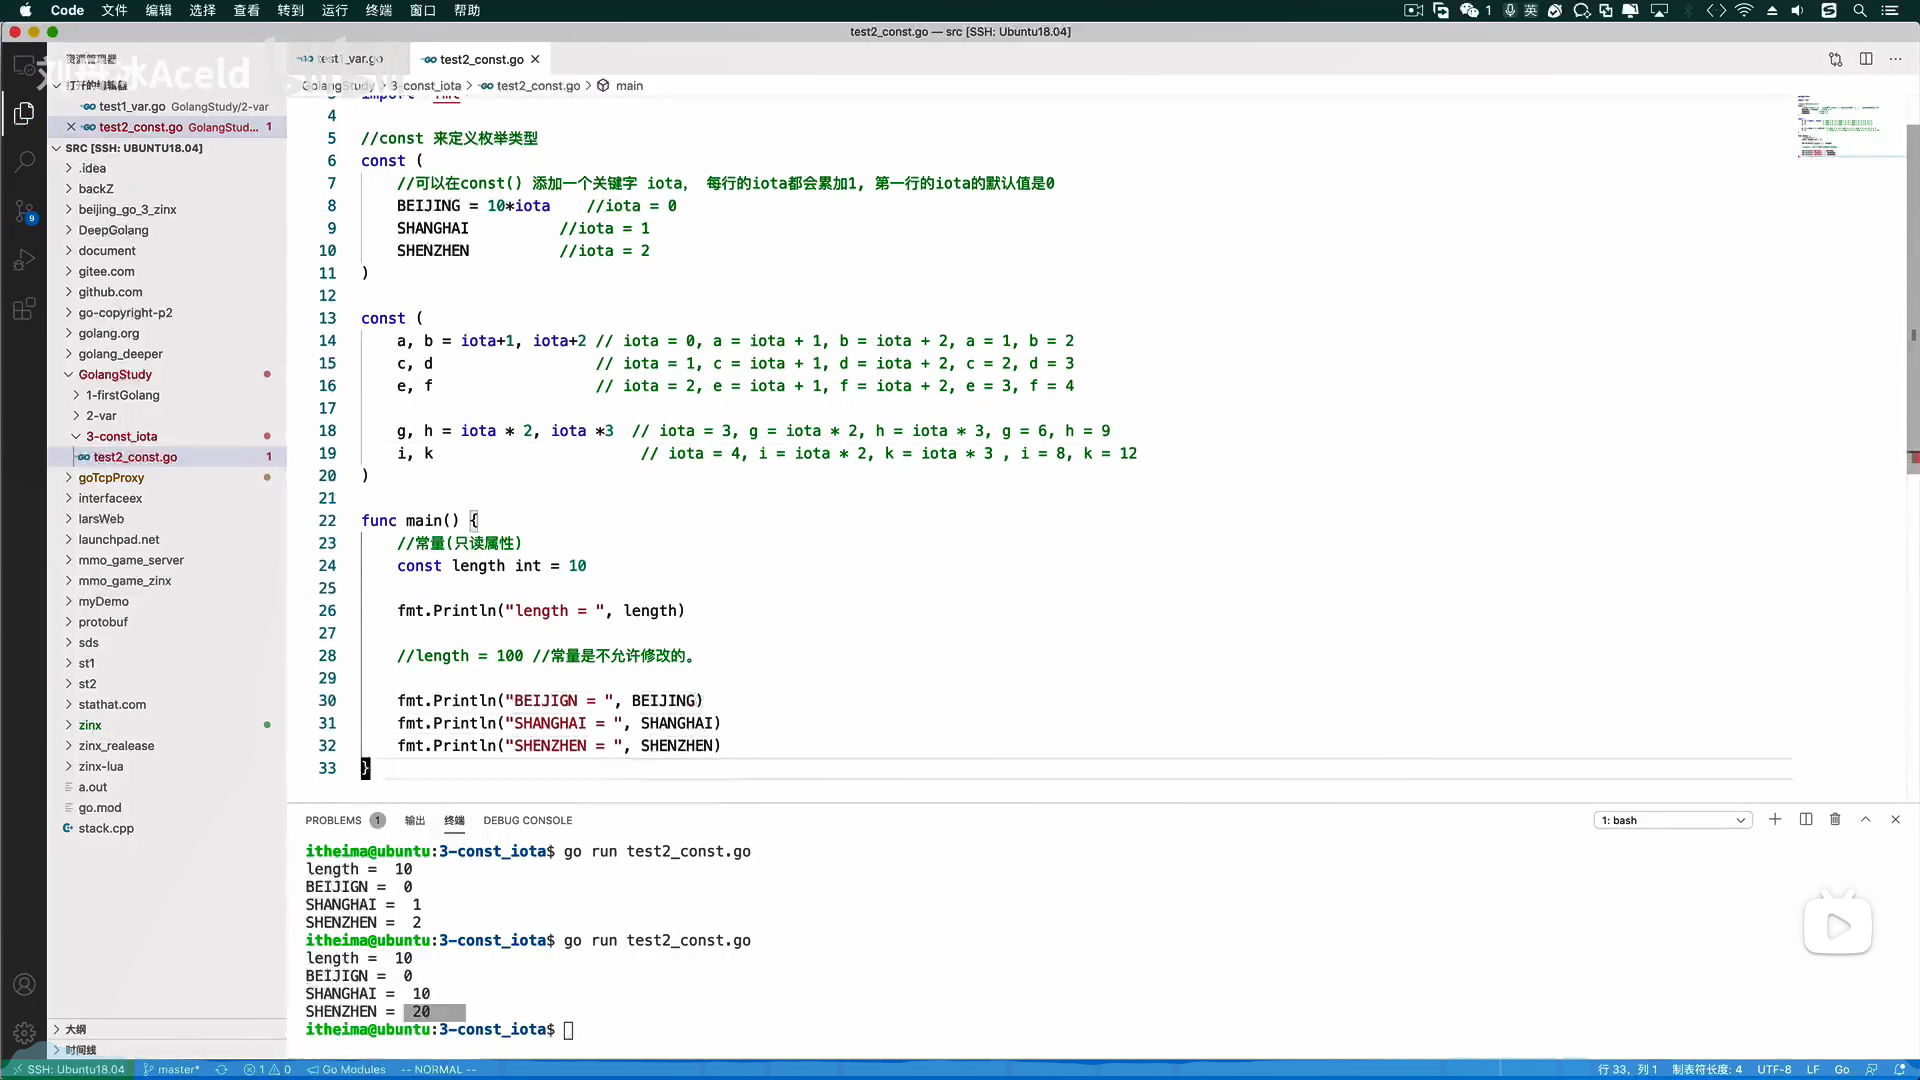 Code 文件 编辑 选择 查看 转到 运行 终端 窗口 帮助
1 英
test2_const.go — src [SSH: Ubuntu18.04]
资源管理器
test1_var.go
test2_const.go
打开的编辑器
GolangStudy > 3-const_iota > test2_const.go > main
test1_var.go GolangStudy/2-var
test2_const.go GolangStud... 1
SRC [SSH: UBUNTU18.04]
.idea
backZ
beijing_go_3_zinx
DeepGolang
document
gitee.com
github.com
go-copyright-p2
golang.org
golang_deeper
GolangStudy
1-firstGolang
2-var
3-const_iota
test2_const.go 1
goTcpProxy
interfaceex
larsWeb
launchpad.net
mmo_game_server
mmo_game_zinx
myDemo
protobuf
sds
st1
st2
stathat.com
zinx
zinx_realease
zinx-lua
a.out
go.mod
stack.cpp
大纲
时间线
9
3 import "fmt"
4
5 //const 来定义枚举类型
6 const (
7 //可以在const() 添加一个关键字 iota， 每行的iota都会累加1, 第一行的iota的默认值是0
8 BEIJING = 10*iota //iota = 0
9 SHANGHAI //iota = 1
10 SHENZHEN //iota = 2
11 )
12
13 const (
14 a, b = iota+1, iota+2 // iota = 0, a = iota + 1, b = iota + 2, a = 1, b = 2
15 c, d // iota = 1, c = iota + 1, d = iota + 2, c = 2, d = 3
16 e, f // iota = 2, e = iota + 1, f = iota + 2, e = 3, f = 4
17
18 g, h = iota * 2, iota *3 // iota = 3, g = iota * 2, h = iota * 3, g = 6, h = 9
19 i, k // iota = 4, i = iota * 2, k = iota * 3 , i = 8, k = 12
20 )
21
22 func main() {
23 //常量(只读属性)
24 const length int = 10
25
26 fmt.Println("length = ", length)
27
28 //length = 100 //常量是不允许修改的。
29
30 fmt.Println("BEIJIGN = ", BEIJING)
31 fmt.Println("SHANGHAI = ", SHANGHAI)
32 fmt.Println("SHENZHEN = ", SHENZHEN)
33 }
PROBLEMS 1 输出 终端 DEBUG CONSOLE 1: bash
itheima@ubuntu:3-const_iota$ go run test2_const.go
length =  10
BEIJIGN =  0
SHANGHAI =  1
SHENZHEN =  2
itheima@ubuntu:3-const_iota$ go run test2_const.go
length =  10
BEIJIGN =  0
SHANGHAI =  10
SHENZHEN =  20
itheima@ubuntu:3-const_iota$
SSH: Ubuntu18.04 master* 1 0 Go Modules -- NORMAL -- 行 33, 列 1 制表符长度: 4 UTF-8 LF Go